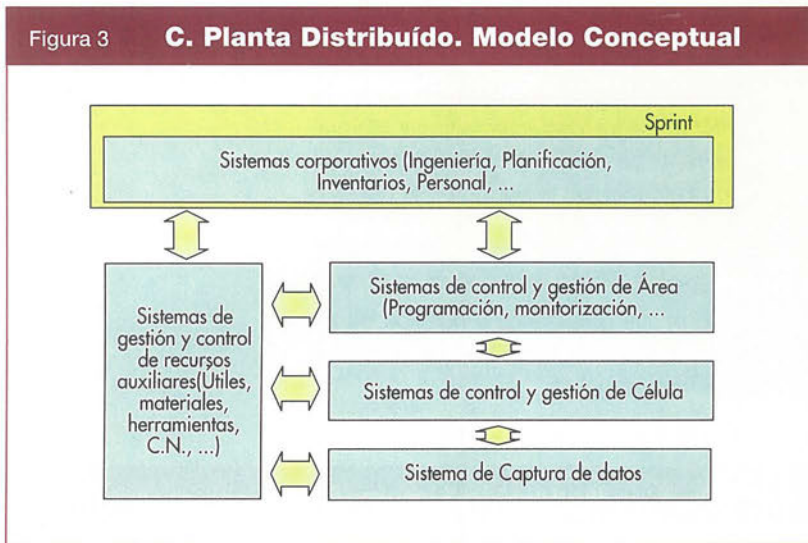 Figura 3
C. Planta Distribuído. Modelo Conceptual
Sprint
Sistemas corporativos (Ingeniería, Planificación,
Inventarios, Personal, ...
Sistemas de
gestión y control
de recursos
auxiliares(Útiles,
materiales,
herramientas,
C.N., ...)
Sistemas de control y gestión de Área
(Programación, monitorización, ...
Sistemas de control y gestión de Célula
Sistema de Captura de datos